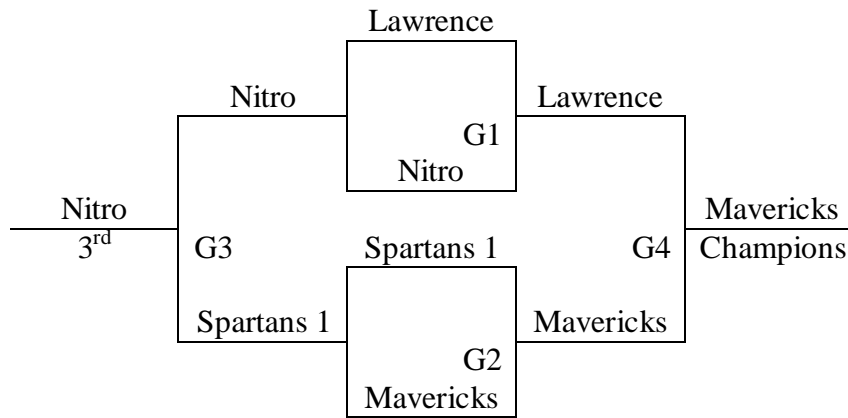 Lawrence
Nitro
Lawrence
G1
Nitro
Nitro
Mavericks
3rd
G3
Spartans 1
G4
Champions
Spartans 1
Mavericks
G2
Mavericks